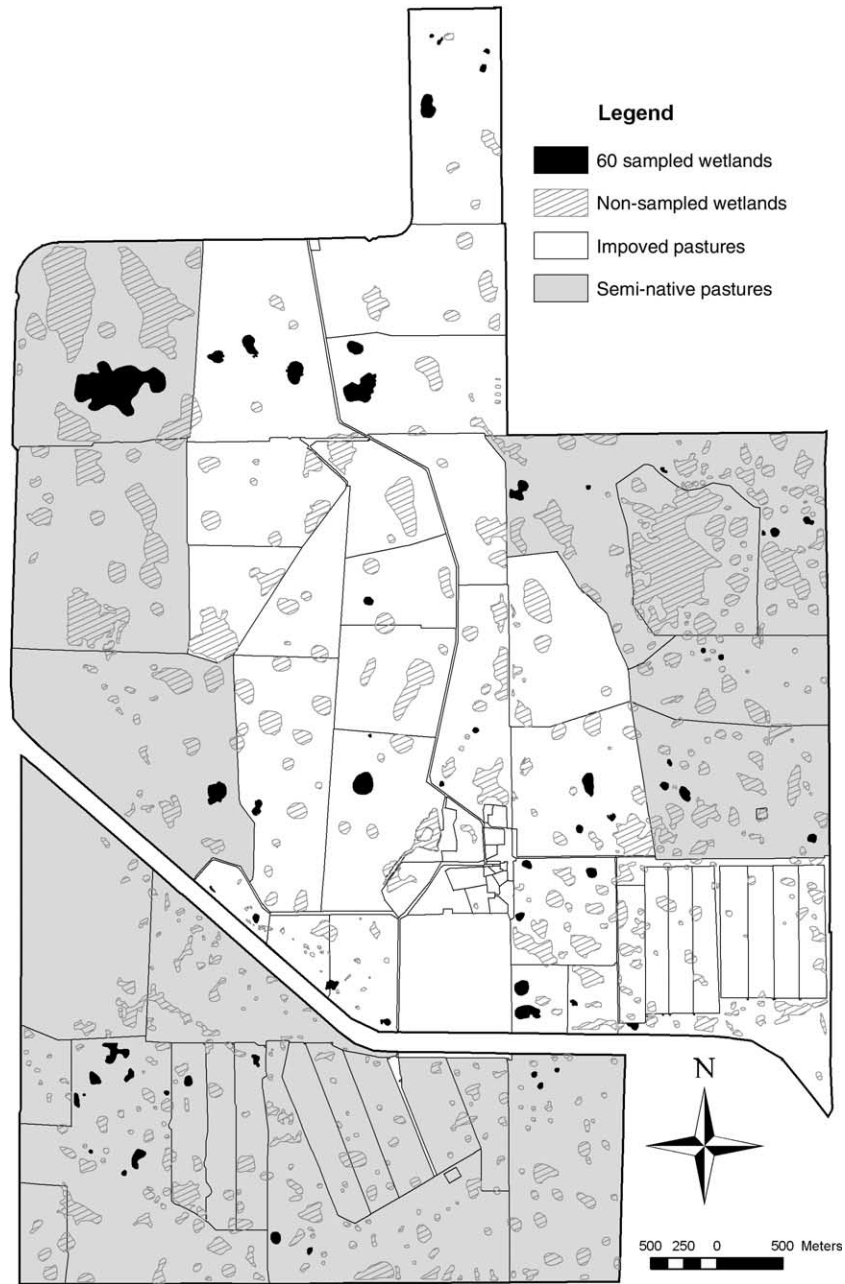 Legend
60 sampled wetlands
Non-sampled wetlands
Impoved pastures
Semi-native pastures
N
500 250 0 500 Meters